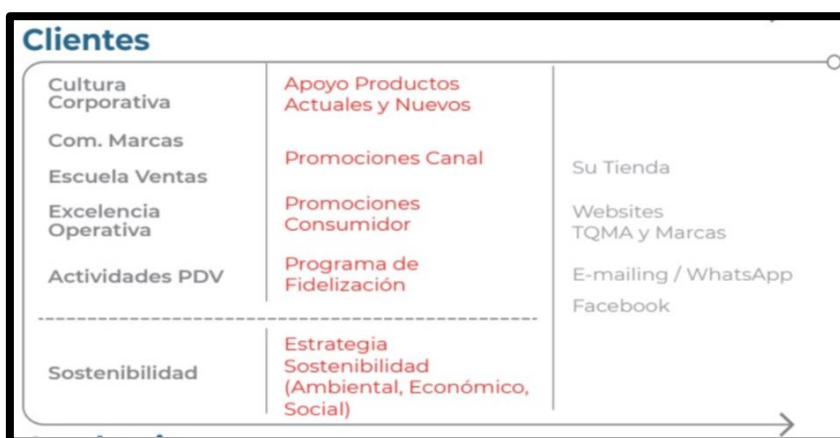 Clientes
Cultura
Corporativa
Com. Marcas
Escuela Ventas
Excelencia
Operativa
Actividades PDV
Sostenibilidad
Apoyo Productos
Actuales y Nuevos
Promociones Canal
Promociones
Consumidor
Programa de
Fidelización
Estrategia
Sostenibilidad
(Ambiental, Económico,
Social)
Su Tienda
Websites
TQMA y Marcas
E-mailing / WhatsApp
Facebook